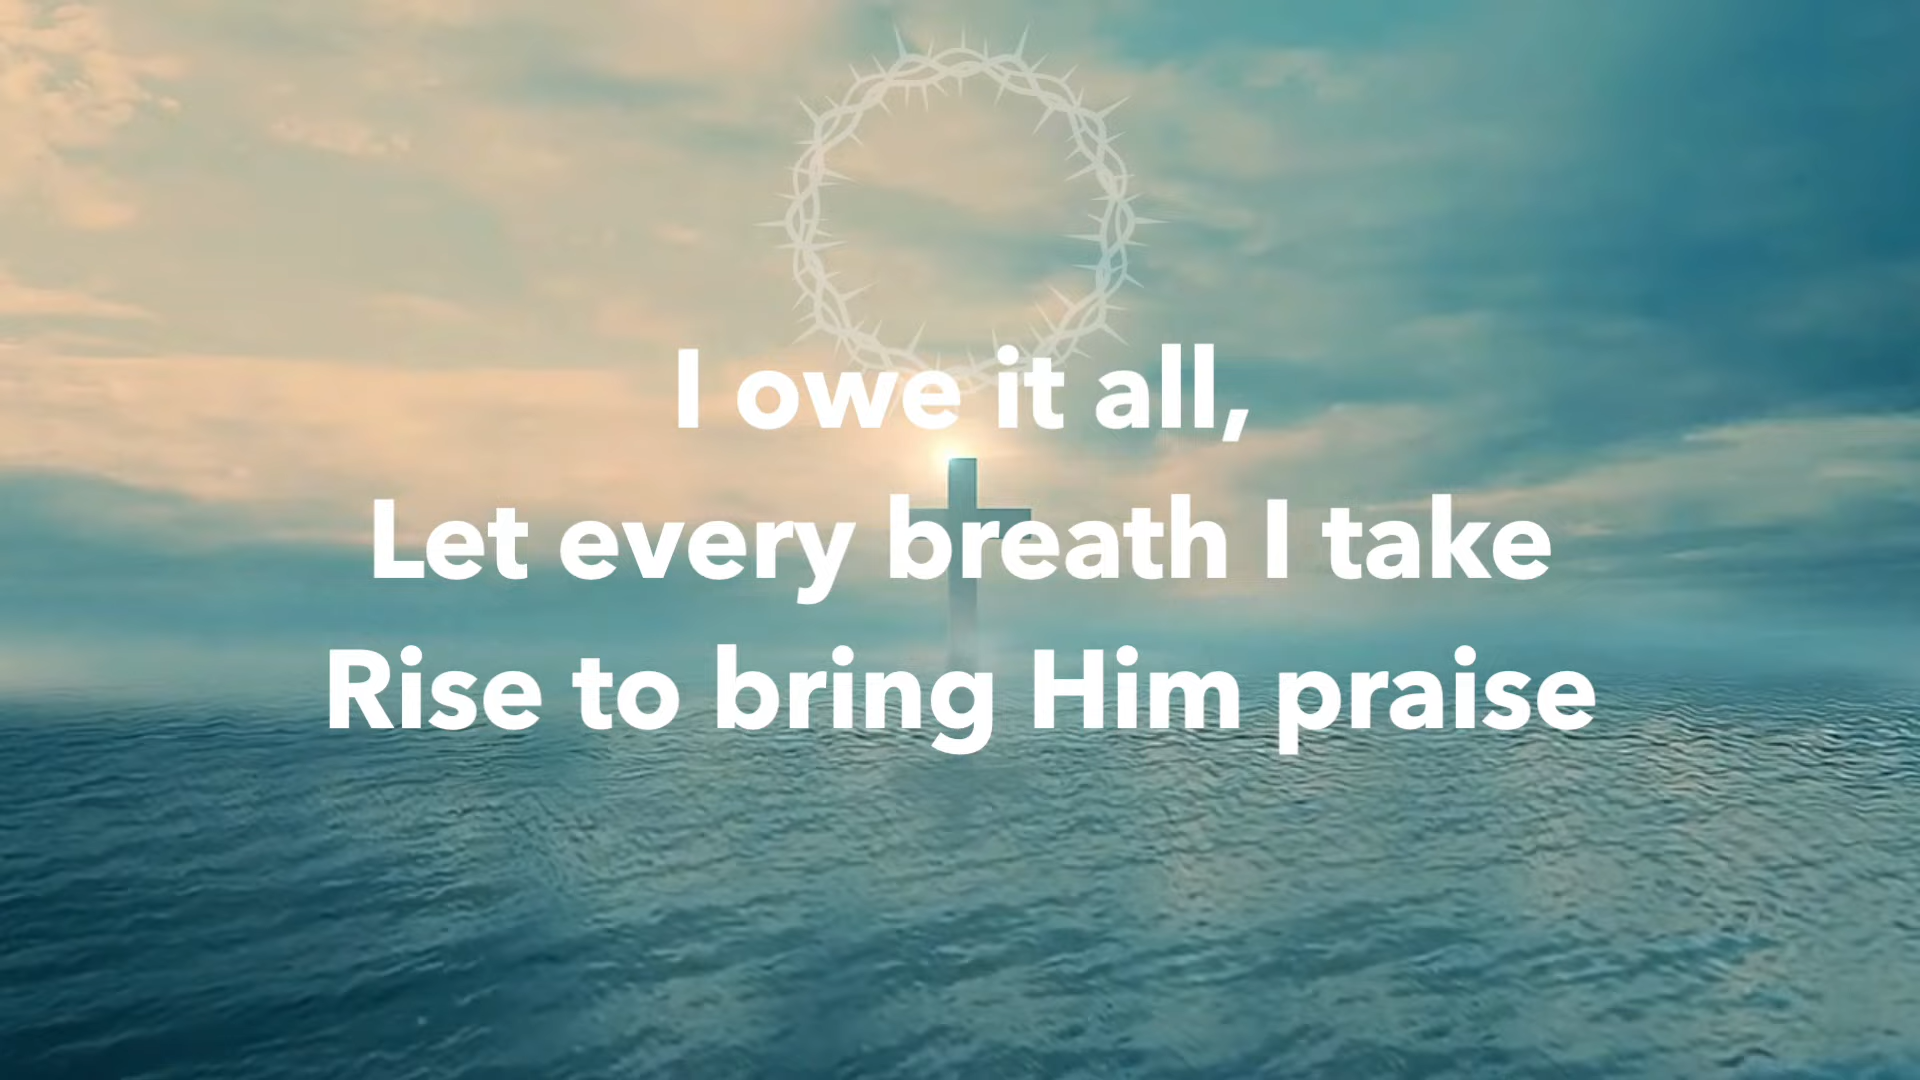 I owe it all,
Let every breath I take
Rise to bring Him praise